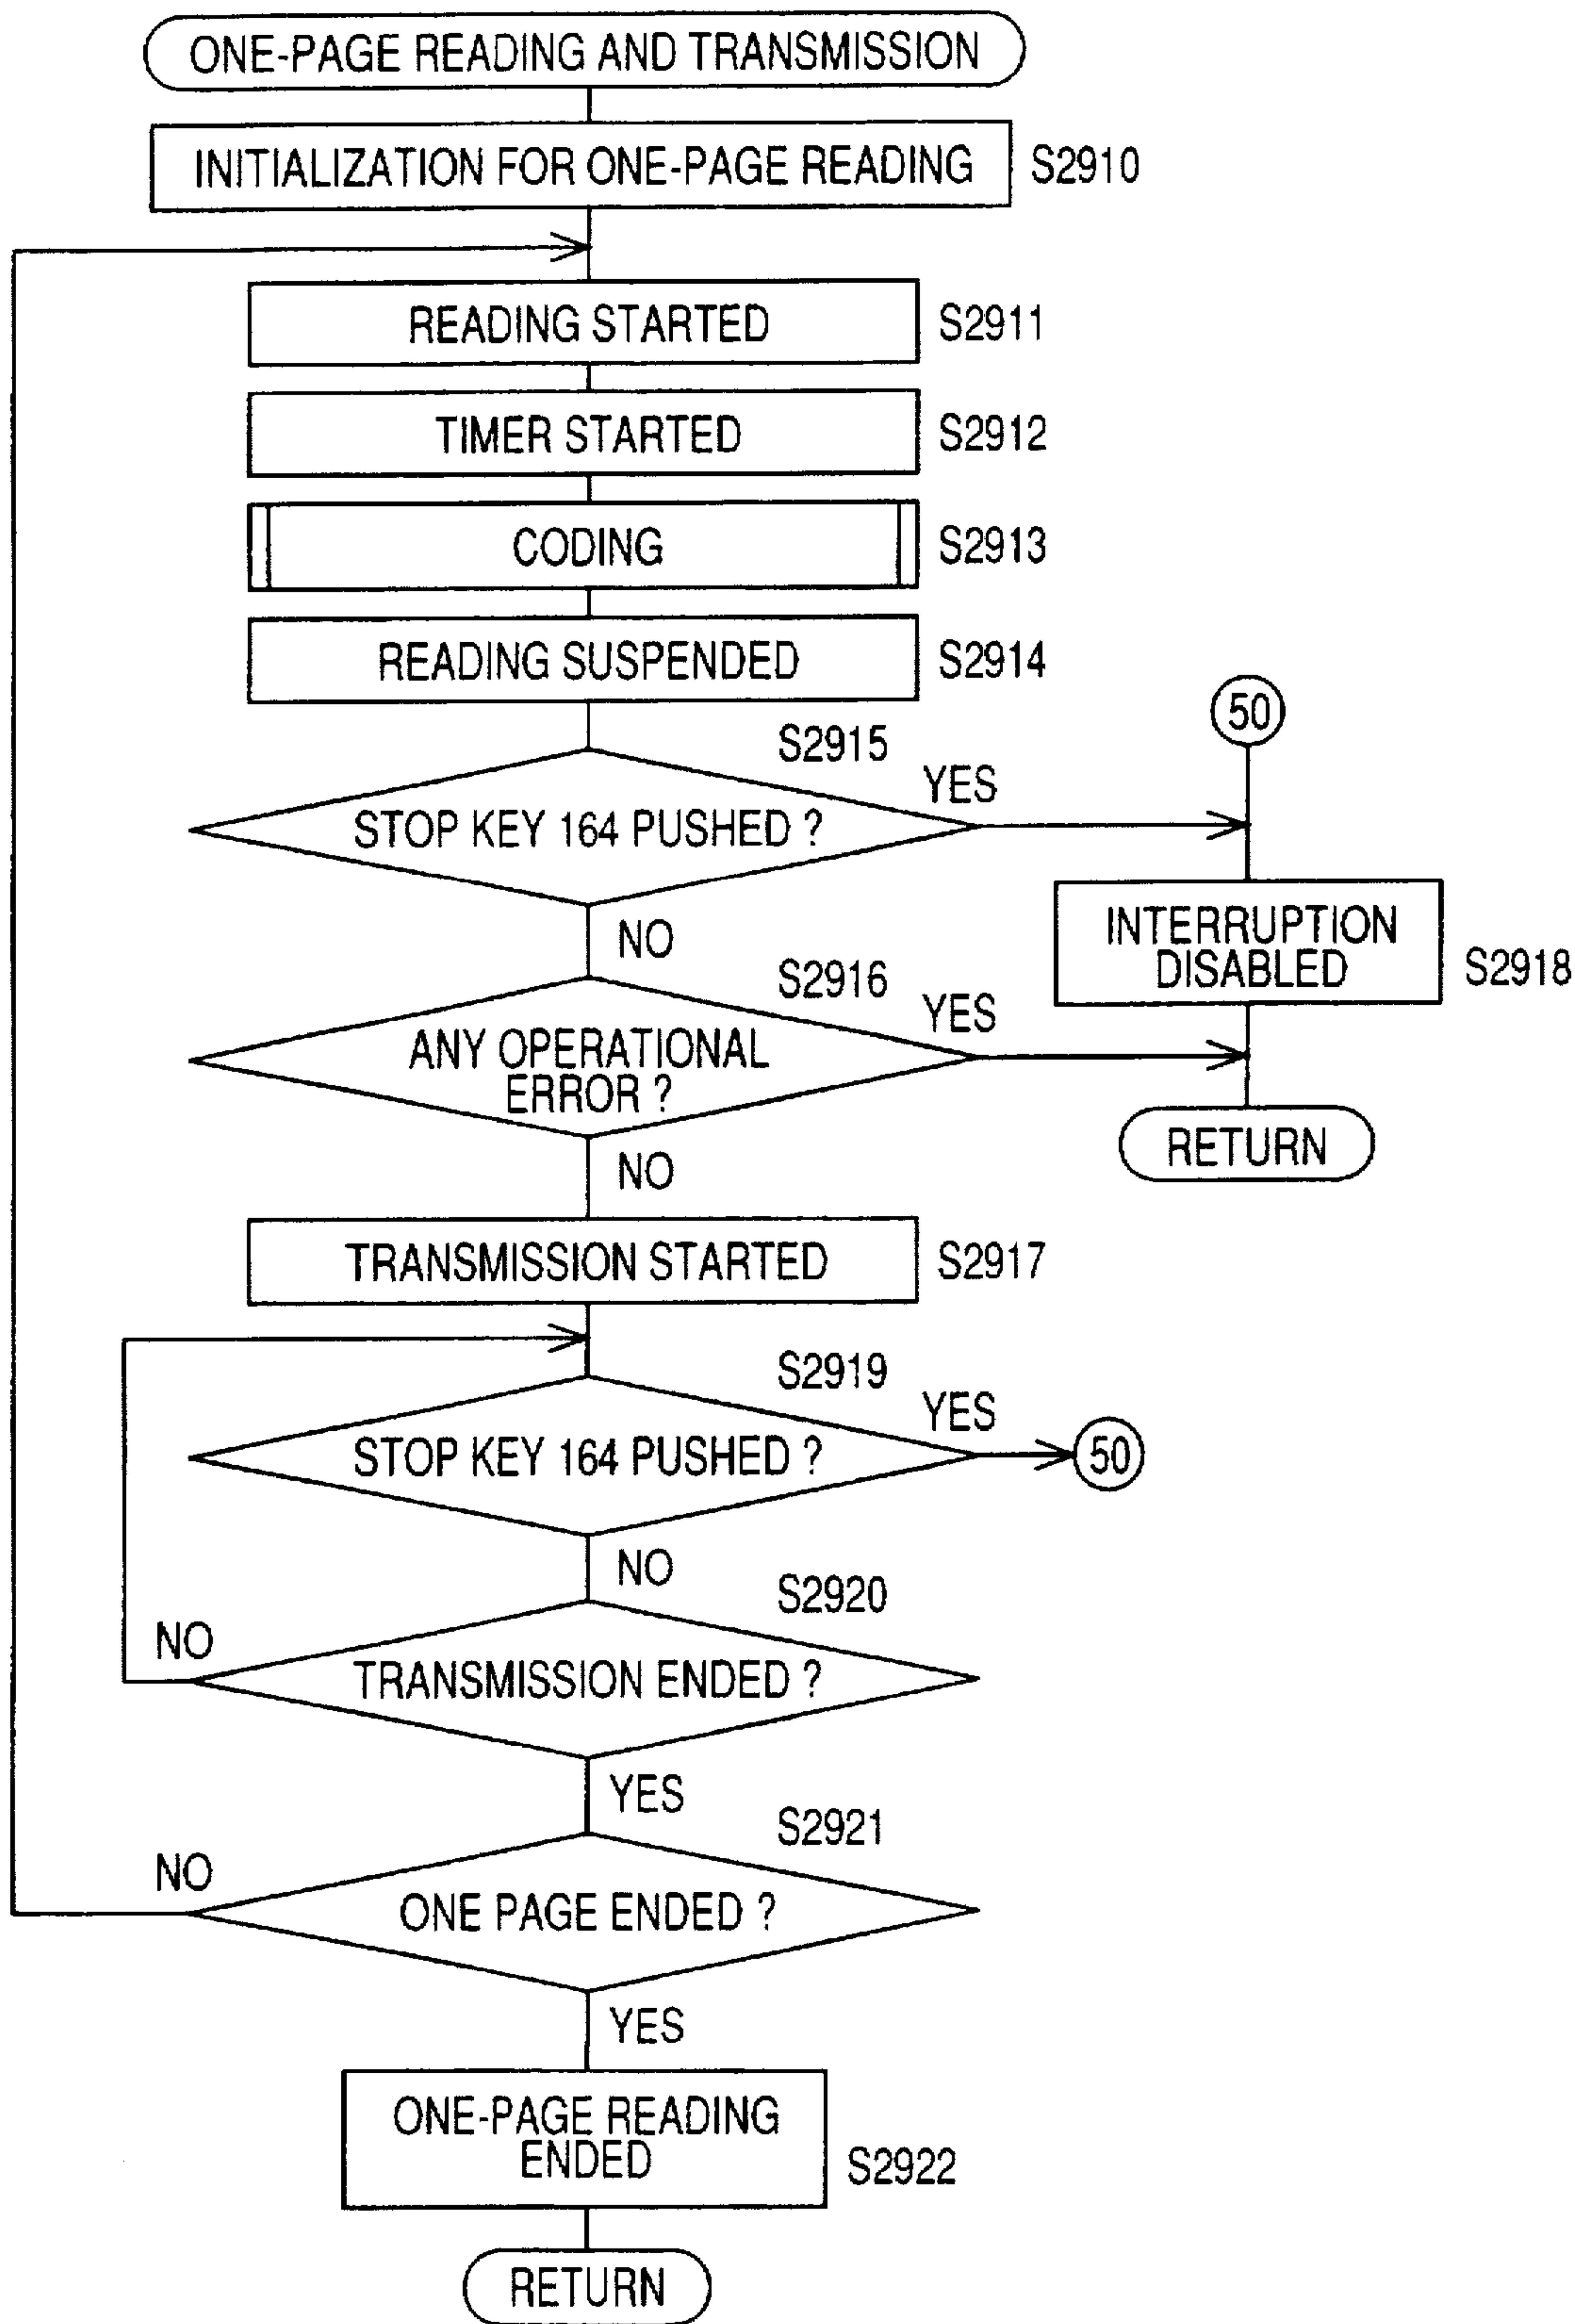 ONE-PAGE READING AND TRANSMISSION
INITIALIZATION FOR ONE-PAGE READING S2910
READING STARTED S2911
TIMER STARTED S2912
CODING S2913
READING SUSPENDED S2914
50
S2915
YES
STOP KEY 164 PUSHED ?
NO
INTERRUPTION
DISABLED S2918
S2916
YES
ANY OPERATIONAL
ERROR ?
RETURN
NO
TRANSMISSION STARTED S2917
S2919
YES
STOP KEY 164 PUSHED ? 50
NO
S2920
NO
TRANSMISSION ENDED ?
YES
S2921
NO
ONE PAGE ENDED ?
YES
ONE-PAGE READING
ENDED S2922
RETURN